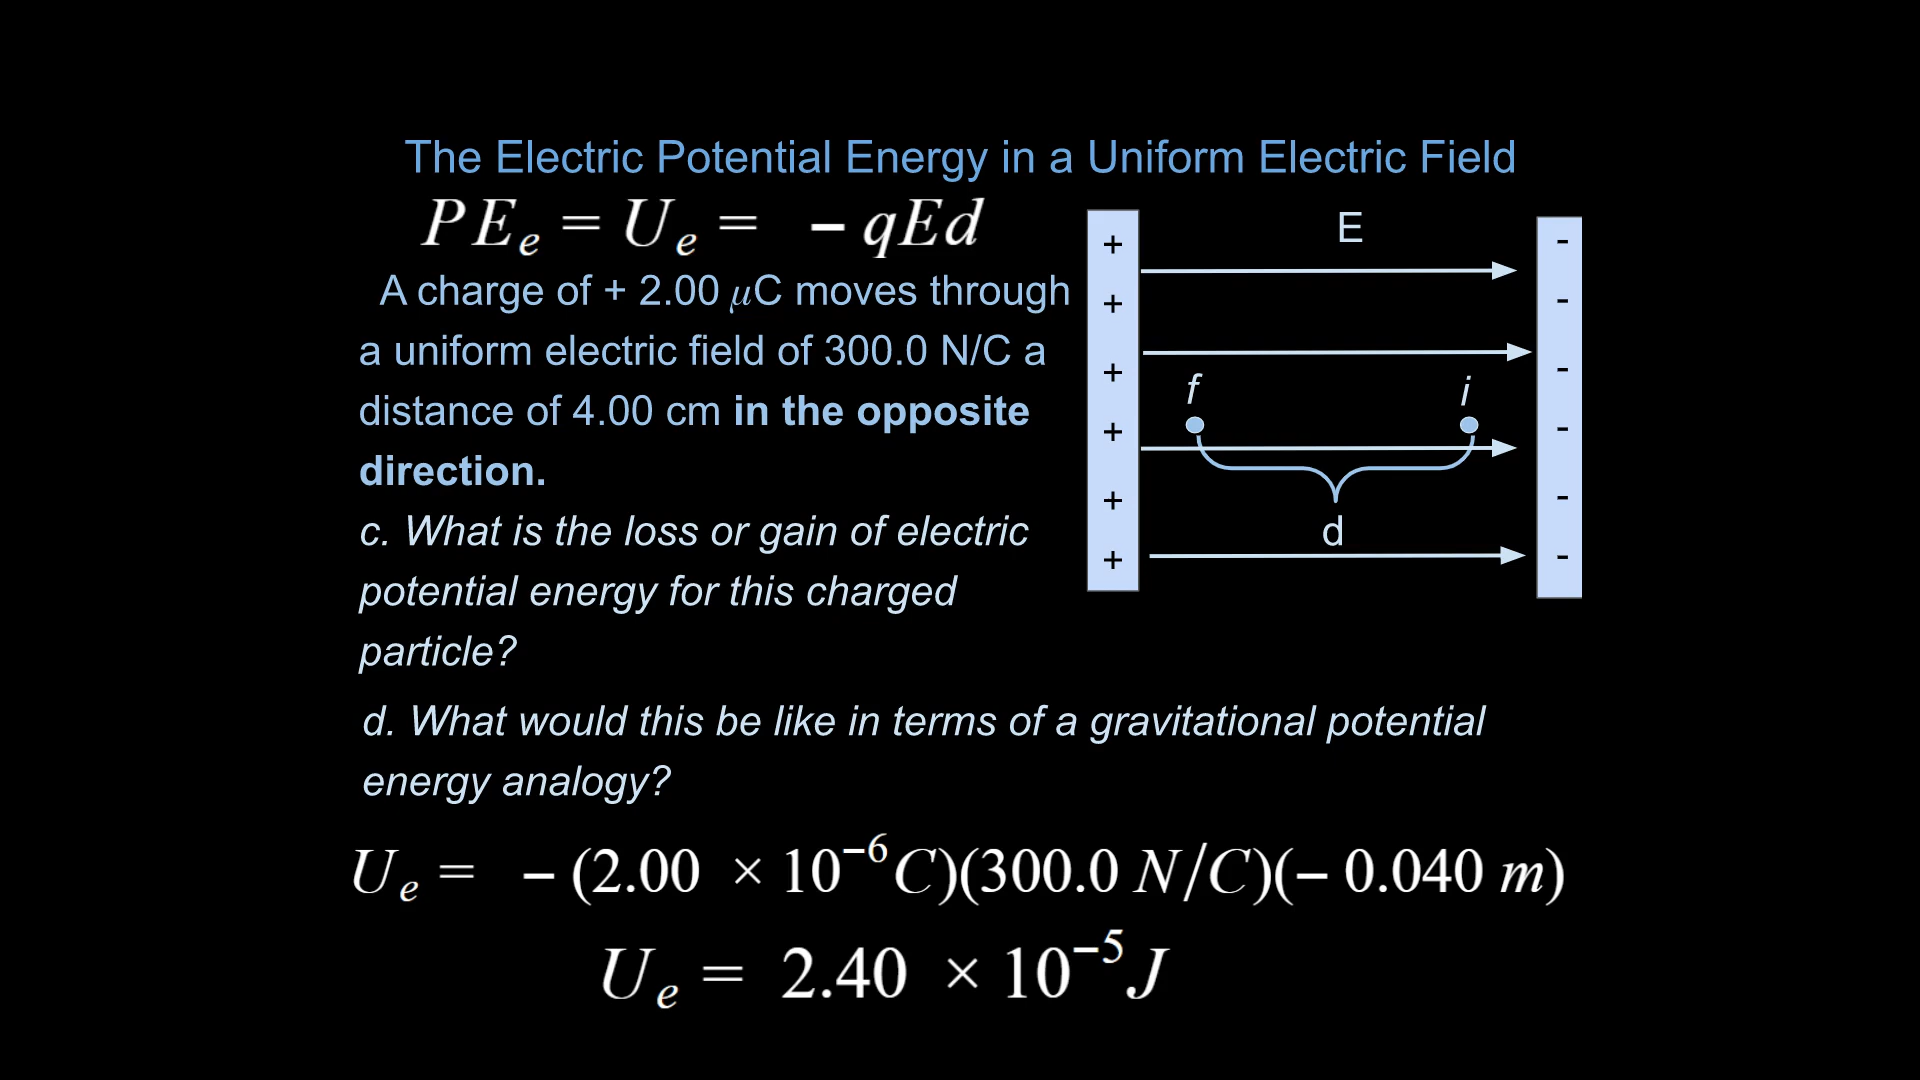 The Electric Potential Energy in a Uniform Electric Field
PEₑ = Uₑ = − qEd
A charge of + 2.00 μC moves through
a uniform electric field of 300.0 N/C a
distance of 4.00 cm in the opposite
direction.
c. What is the loss or gain of electric
potential energy for this charged
particle?
d. What would this be like in terms of a gravitational potential
energy analogy?
E
+ -
+ -
+ -
f i
+ -
+ -
d
+ -
Uₑ = − (2.00 × 10⁻⁶ C)(300.0 N/C)(− 0.040 m)
Uₑ = 2.40 × 10⁻⁵ J